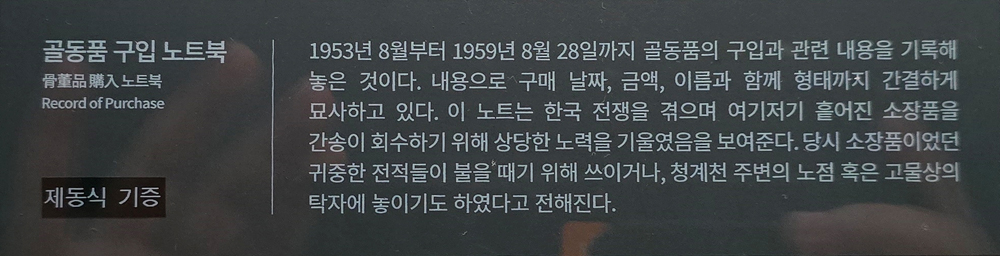 골동품 구입 노트북
骨董品 購入 노트북
Record of Purchase
제동식 기증
1953년 8월부터 1959년 8월 28일까지 골동품의 구입과 관련 내용을 기록해
놓은 것이다. 내용으로 구매 날짜, 금액, 이름과 함께 형태까지 간결하게
묘사하고 있다. 이 노트는 한국 전쟁을 겪으며 여기저기 흩어진 소장품을
간송이 회수하기 위해 상당한 노력을 기울였음을 보여준다. 당시 소장품이었던
귀중한 전적들이 불을 때기 위해 쓰이거나, 청계천 주변의 노점 혹은 고물상의
탁자에 놓이기도 하였다고 전해진다.